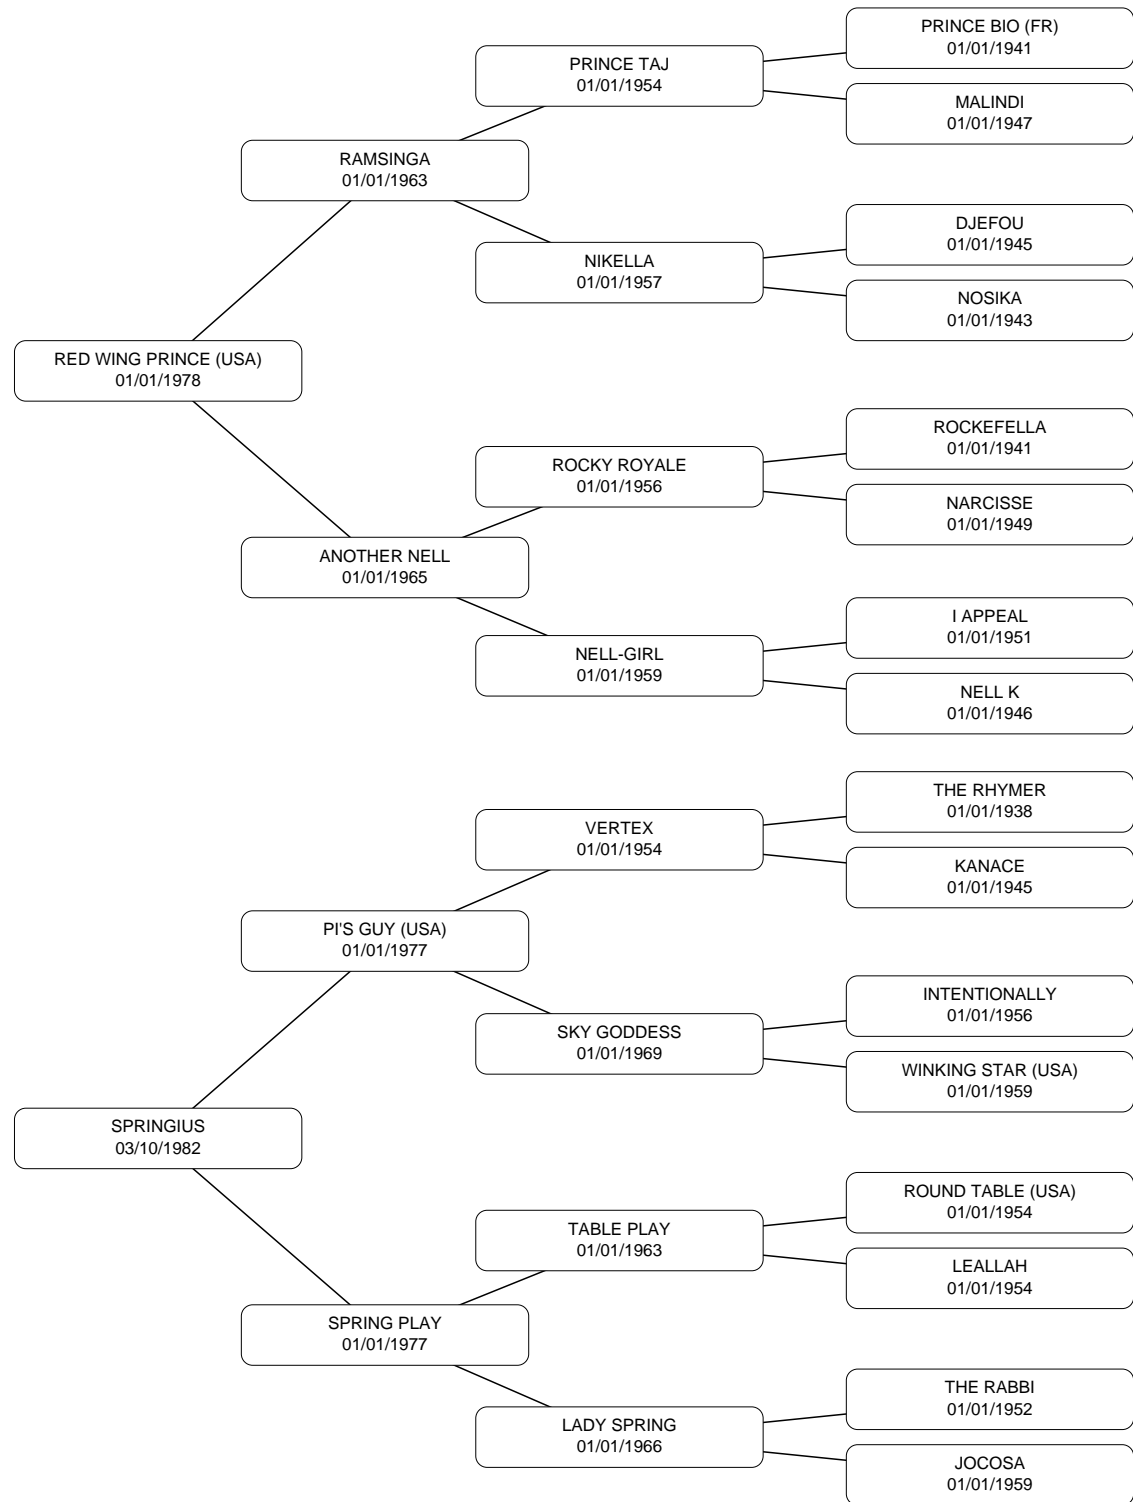 PRINCE BIO (FR)
01/01/1941
PRINCE TAJ
01/01/1954
MALINDI
01/01/1947
RAMSINGA
01/01/1963
DJEFOU
01/01/1945
NIKELLA
01/01/1957
NOSIKA
01/01/1943
RED WING PRINCE (USA)
01/01/1978
ROCKEFELLA
01/01/1941
ROCKY ROYALE
01/01/1956
NARCISSE
01/01/1949
ANOTHER NELL
01/01/1965
I APPEAL
01/01/1951
NELL-GIRL
01/01/1959
NELL K
01/01/1946
THE RHYMER
01/01/1938
VERTEX
01/01/1954
KANACE
01/01/1945
PI'S GUY (USA)
01/01/1977
INTENTIONALLY
01/01/1956
SKY GODDESS
01/01/1969
WINKING STAR (USA)
01/01/1959
SPRINGIUS
03/10/1982
ROUND TABLE (USA)
01/01/1954
TABLE PLAY
01/01/1963
LEALLAH
01/01/1954
SPRING PLAY
01/01/1977
THE RABBI
01/01/1952
LADY SPRING
01/01/1966
JOCOSA
01/01/1959